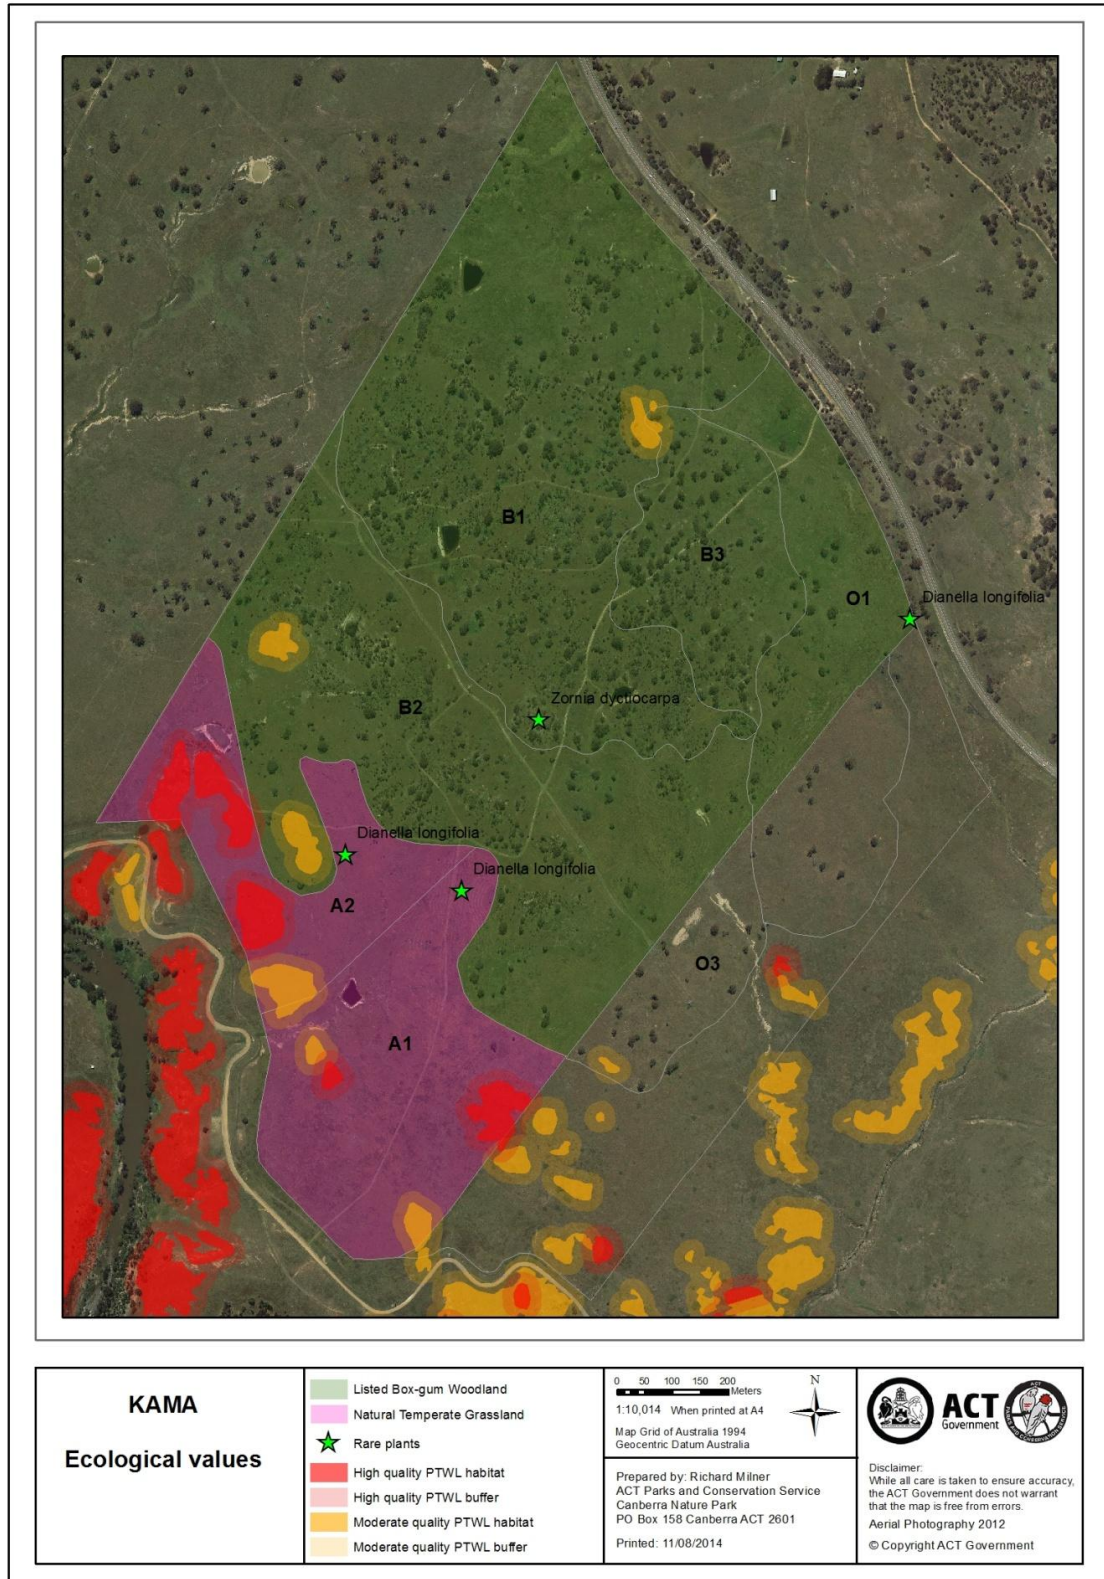 B1
B3
O1
Dianella longifolia
Zornia dyctiocarpa
B2
Dianella longifolia
Dianella longifolia
A2
O3
A1
KAMA
Ecological values
Listed Box-gum Woodland
Natural Temperate Grassland
Rare plants
High quality PTWL habitat
High quality PTWL buffer
Moderate quality PTWL habitat
Moderate quality PTWL buffer
0 50 100 150 200
Meters
1:10,014 When printed at A4
Map Grid of Australia 1994
Geocentric Datum Australia
N
Prepared by: Richard Milner
ACT Parks and Conservation Service
Canberra Nature Park
PO Box 158 Canberra ACT 2601
Printed: 11/08/2014
ACT
Government
Disclaimer:
While all care is taken to ensure accuracy,
the ACT Government does not warrant
that the map is free from errors.
Aerial Photography 2012
© Copyright ACT Government